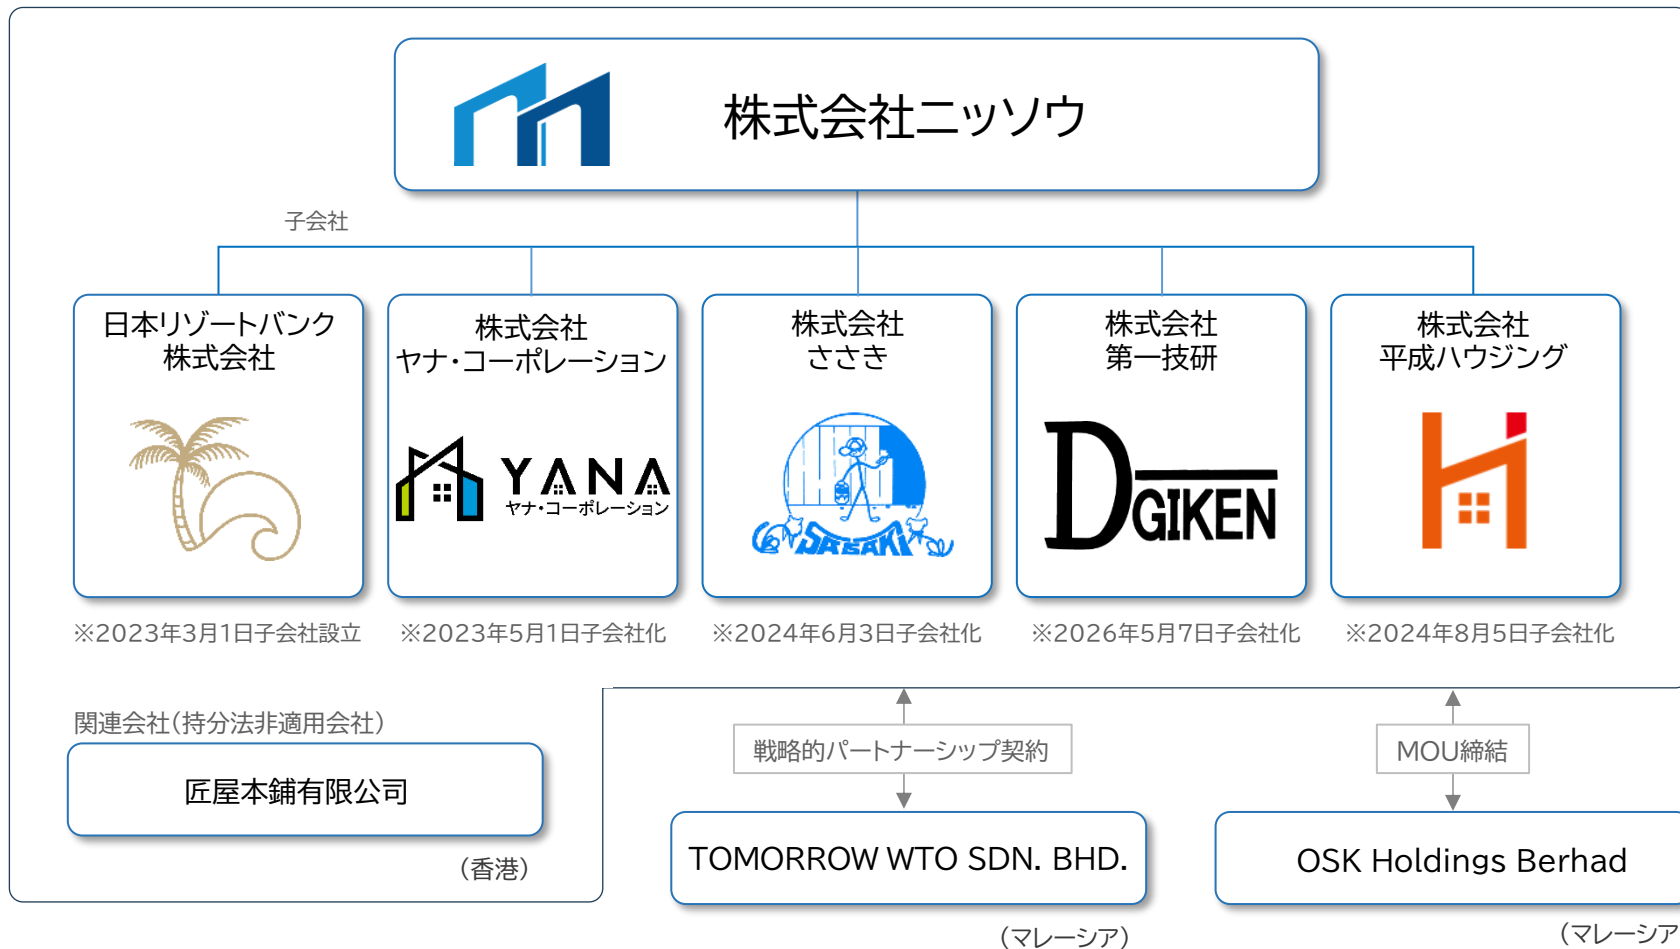 株式会社ニッソウ
子会社
日本リゾートバンク
株式会社
株式会社
ヤナ・コーポレーション
YANA
ヤナ・コーポレーション
株式会社
ささき
SASAKI
株式会社
第一技研
DGIKEN
株式会社
平成ハウジング
※2023年3月1日子会社設立
※2023年5月1日子会社化
※2024年6月3日子会社化
※2026年5月7日子会社化
※2024年8月5日子会社化
関連会社(持分法非適用会社)
匠屋本舗有限公司
(香港)
戦略的パートナーシップ契約
TOMORROW WTO SDN. BHD.
(マレーシア)
MOU締結
OSK Holdings Berhad
(マレーシア